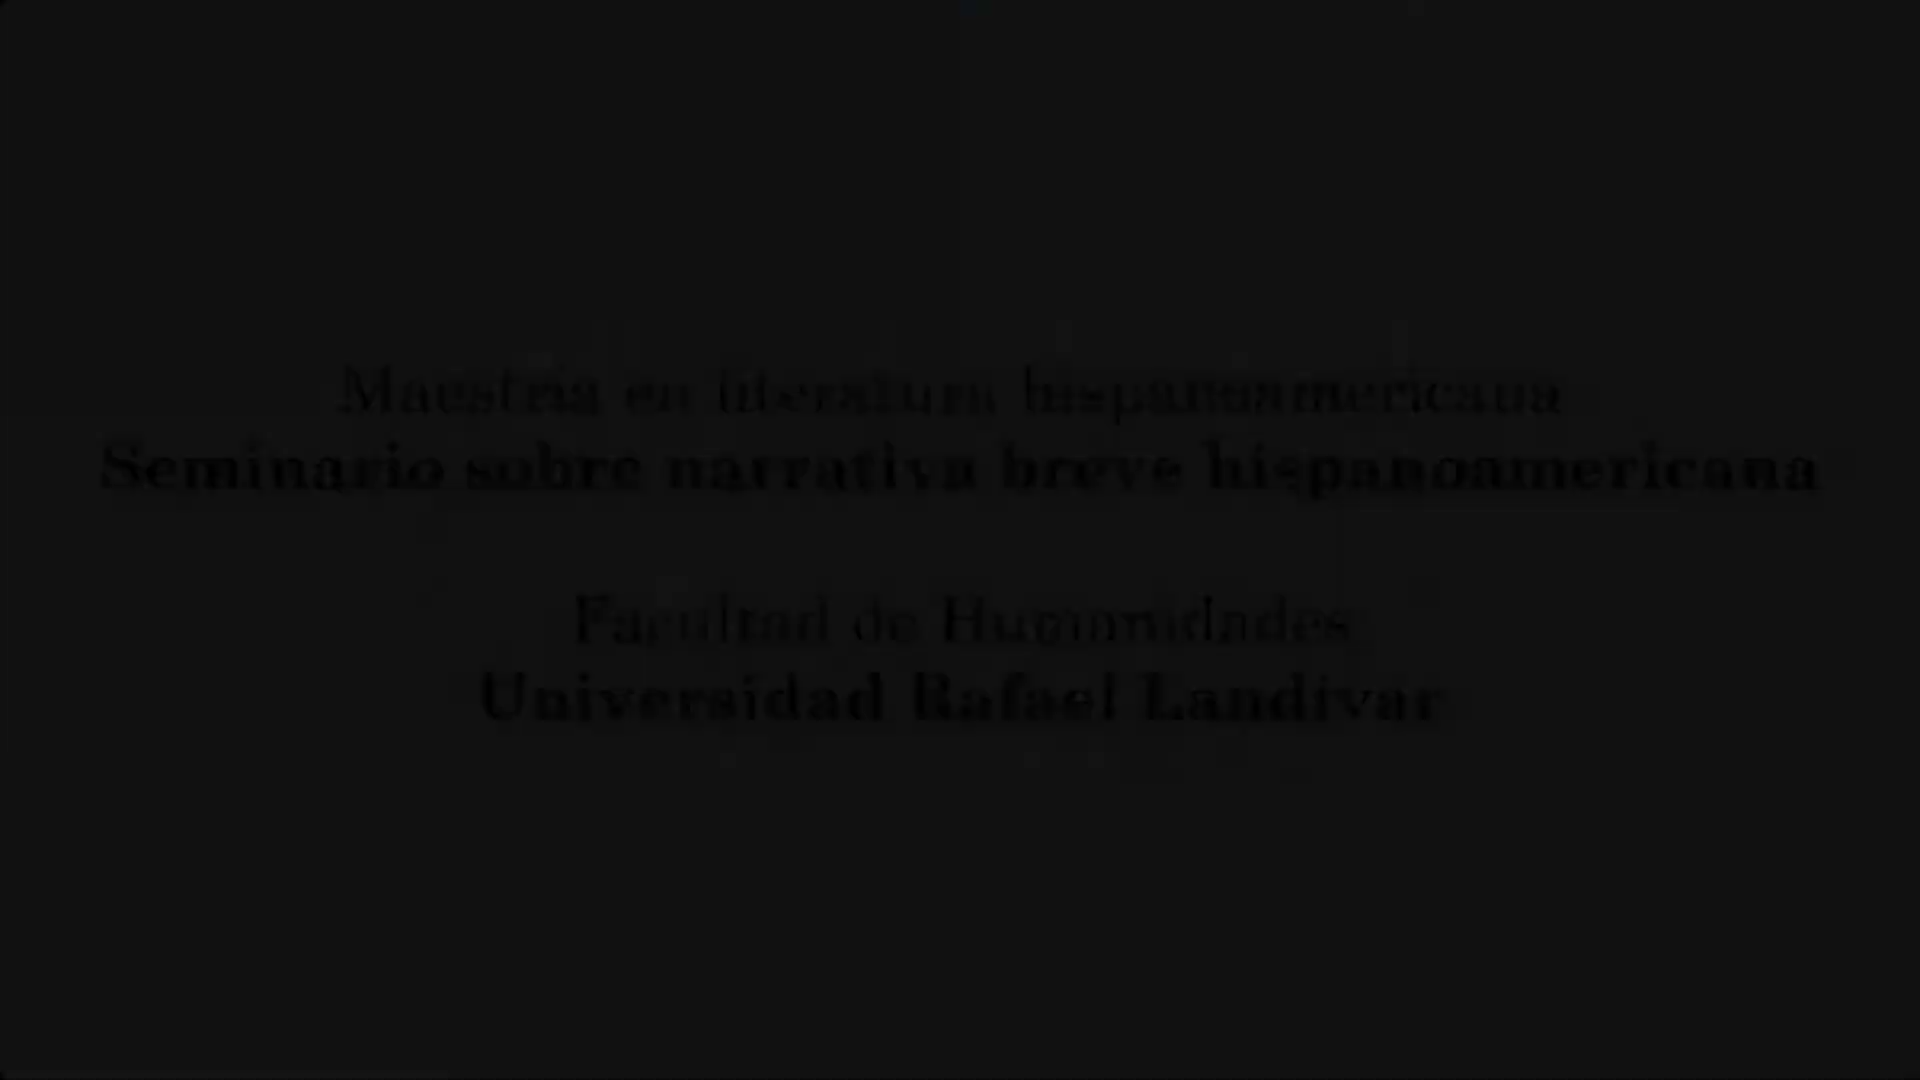 Maestría en literatura hispanoamericana
Seminario sobre narrativa breve hispanoamericana
Facultad de Humanidades
Universidad Rafael Landívar